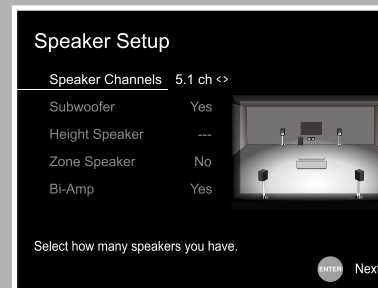 Speaker Setup
Speaker Channels 5.1 ch <>
Subwoofer Yes
Height Speaker ---
Zone Speaker No
Bi-Amp Yes
Select how many speakers you have.
ENTER Next